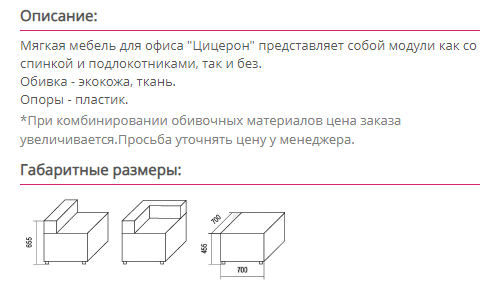 Описание:
Мягкая мебель для офиса "Цицерон" представляет собой модули как со
спинкой и подлокотниками, так и без.
Обивка - экокожа, ткань.
Опоры - пластик.
*При комбинировании обивочных материалов цена заказа
увеличивается.Просьба уточнять цену у менеджера.
Габаритные размеры:
655
700
455
700